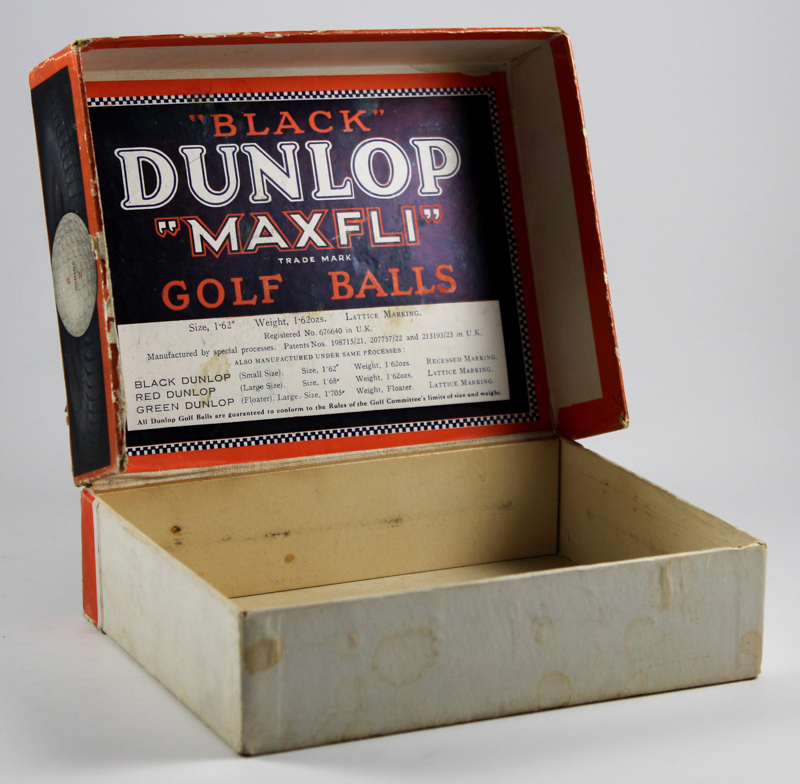 "BLACK"
DUNLOP
"MAXFLI"
TRADE MARK
GOLF BALLS
Size, 1·62" Weight, 1·62ozs. LATTICE MARKING.
Registered No. 676640 in U.K.
Manufactured by special processes. Patents Nos. 198715/21, 207757/22 and 213193/23 in U.K.
ALSO MANUFACTURED UNDER SAME PROCESSES:
BLACK DUNLOP (Small Size). Size, 1·62" Weight, 1·62ozs. RECESSED MARKING.
RED DUNLOP (Large Size). Size, 1·68" Weight, 1·62ozs. LATTICE MARKING.
GREEN DUNLOP (Floater). Large. Size, 1·705" Weight, Floater. LATTICE MARKING.
All Dunlop Golf Balls are guaranteed to conform to the Rules of the Golf Committee's limits of size and weight.